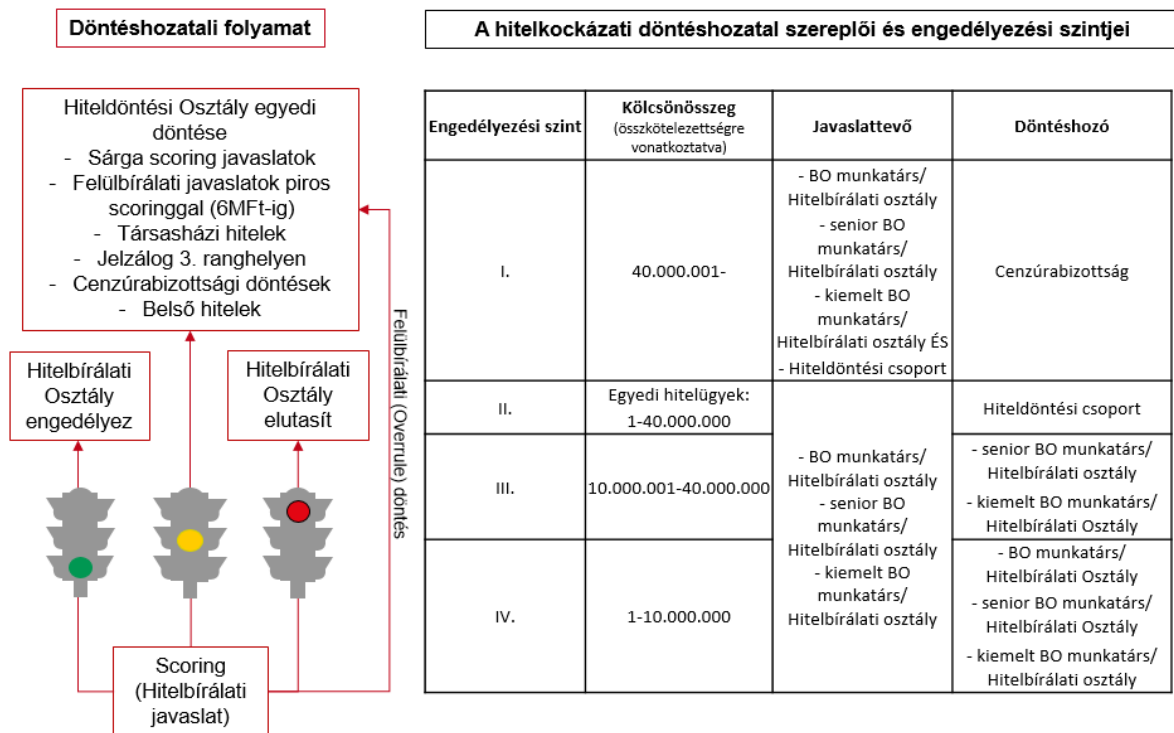 Döntéshozatali folyamat
Hiteldöntési Osztály egyedi
döntése
- Sárga scoring javaslatok
- Felülbírálati javaslatok piros
scoringgal (6MFt-ig)
- Társasházi hitelek
- Jelzálog 3. ranghelyen
- Cenzúrabizottsági döntések
- Belső hitelek
Hitelbírálati
Osztály
engedélyez
Hitelbírálati
Osztály
elutasít
Felülbírálati (Overrule) döntés
Scoring
(Hitelbírálati
javaslat)
A hitelkockázati döntéshozatal szereplői és engedélyezési szintjei
Engedélyezési szint
Kölcsönösszeg
(összkötelezettségre
vonatkoztatva)
Javaslattevő
Döntéshozó
I.
40.000.001-
- BO munkatárs/
Hitelbírálati osztály
- senior BO
munkatárs/
Hitelbírálati osztály
- kiemelt BO
munkatárs/
Hitelbírálati osztály ÉS
- Hiteldöntési csoport
Cenzúrabizottság
II.
Egyedi hitelügyek:
1-40.000.000
- BO munkatárs/
Hitelbírálati osztály
- senior BO
munkatárs/
Hitelbírálati osztály
- kiemelt BO
munkatárs/
Hitelbírálati osztály
Hiteldöntési csoport
III.
10.000.001-40.000.000
- senior BO munkatárs/
Hitelbírálati osztály
- kiemelt BO munkatárs/
Hitelbírálati Osztály
IV.
1-10.000.000
- BO munkatárs/
Hitelbírálati Osztály
- senior BO munkatárs/
Hitelbírálati Osztály
- kiemelt BO munkatárs/
Hitelbírálati osztály